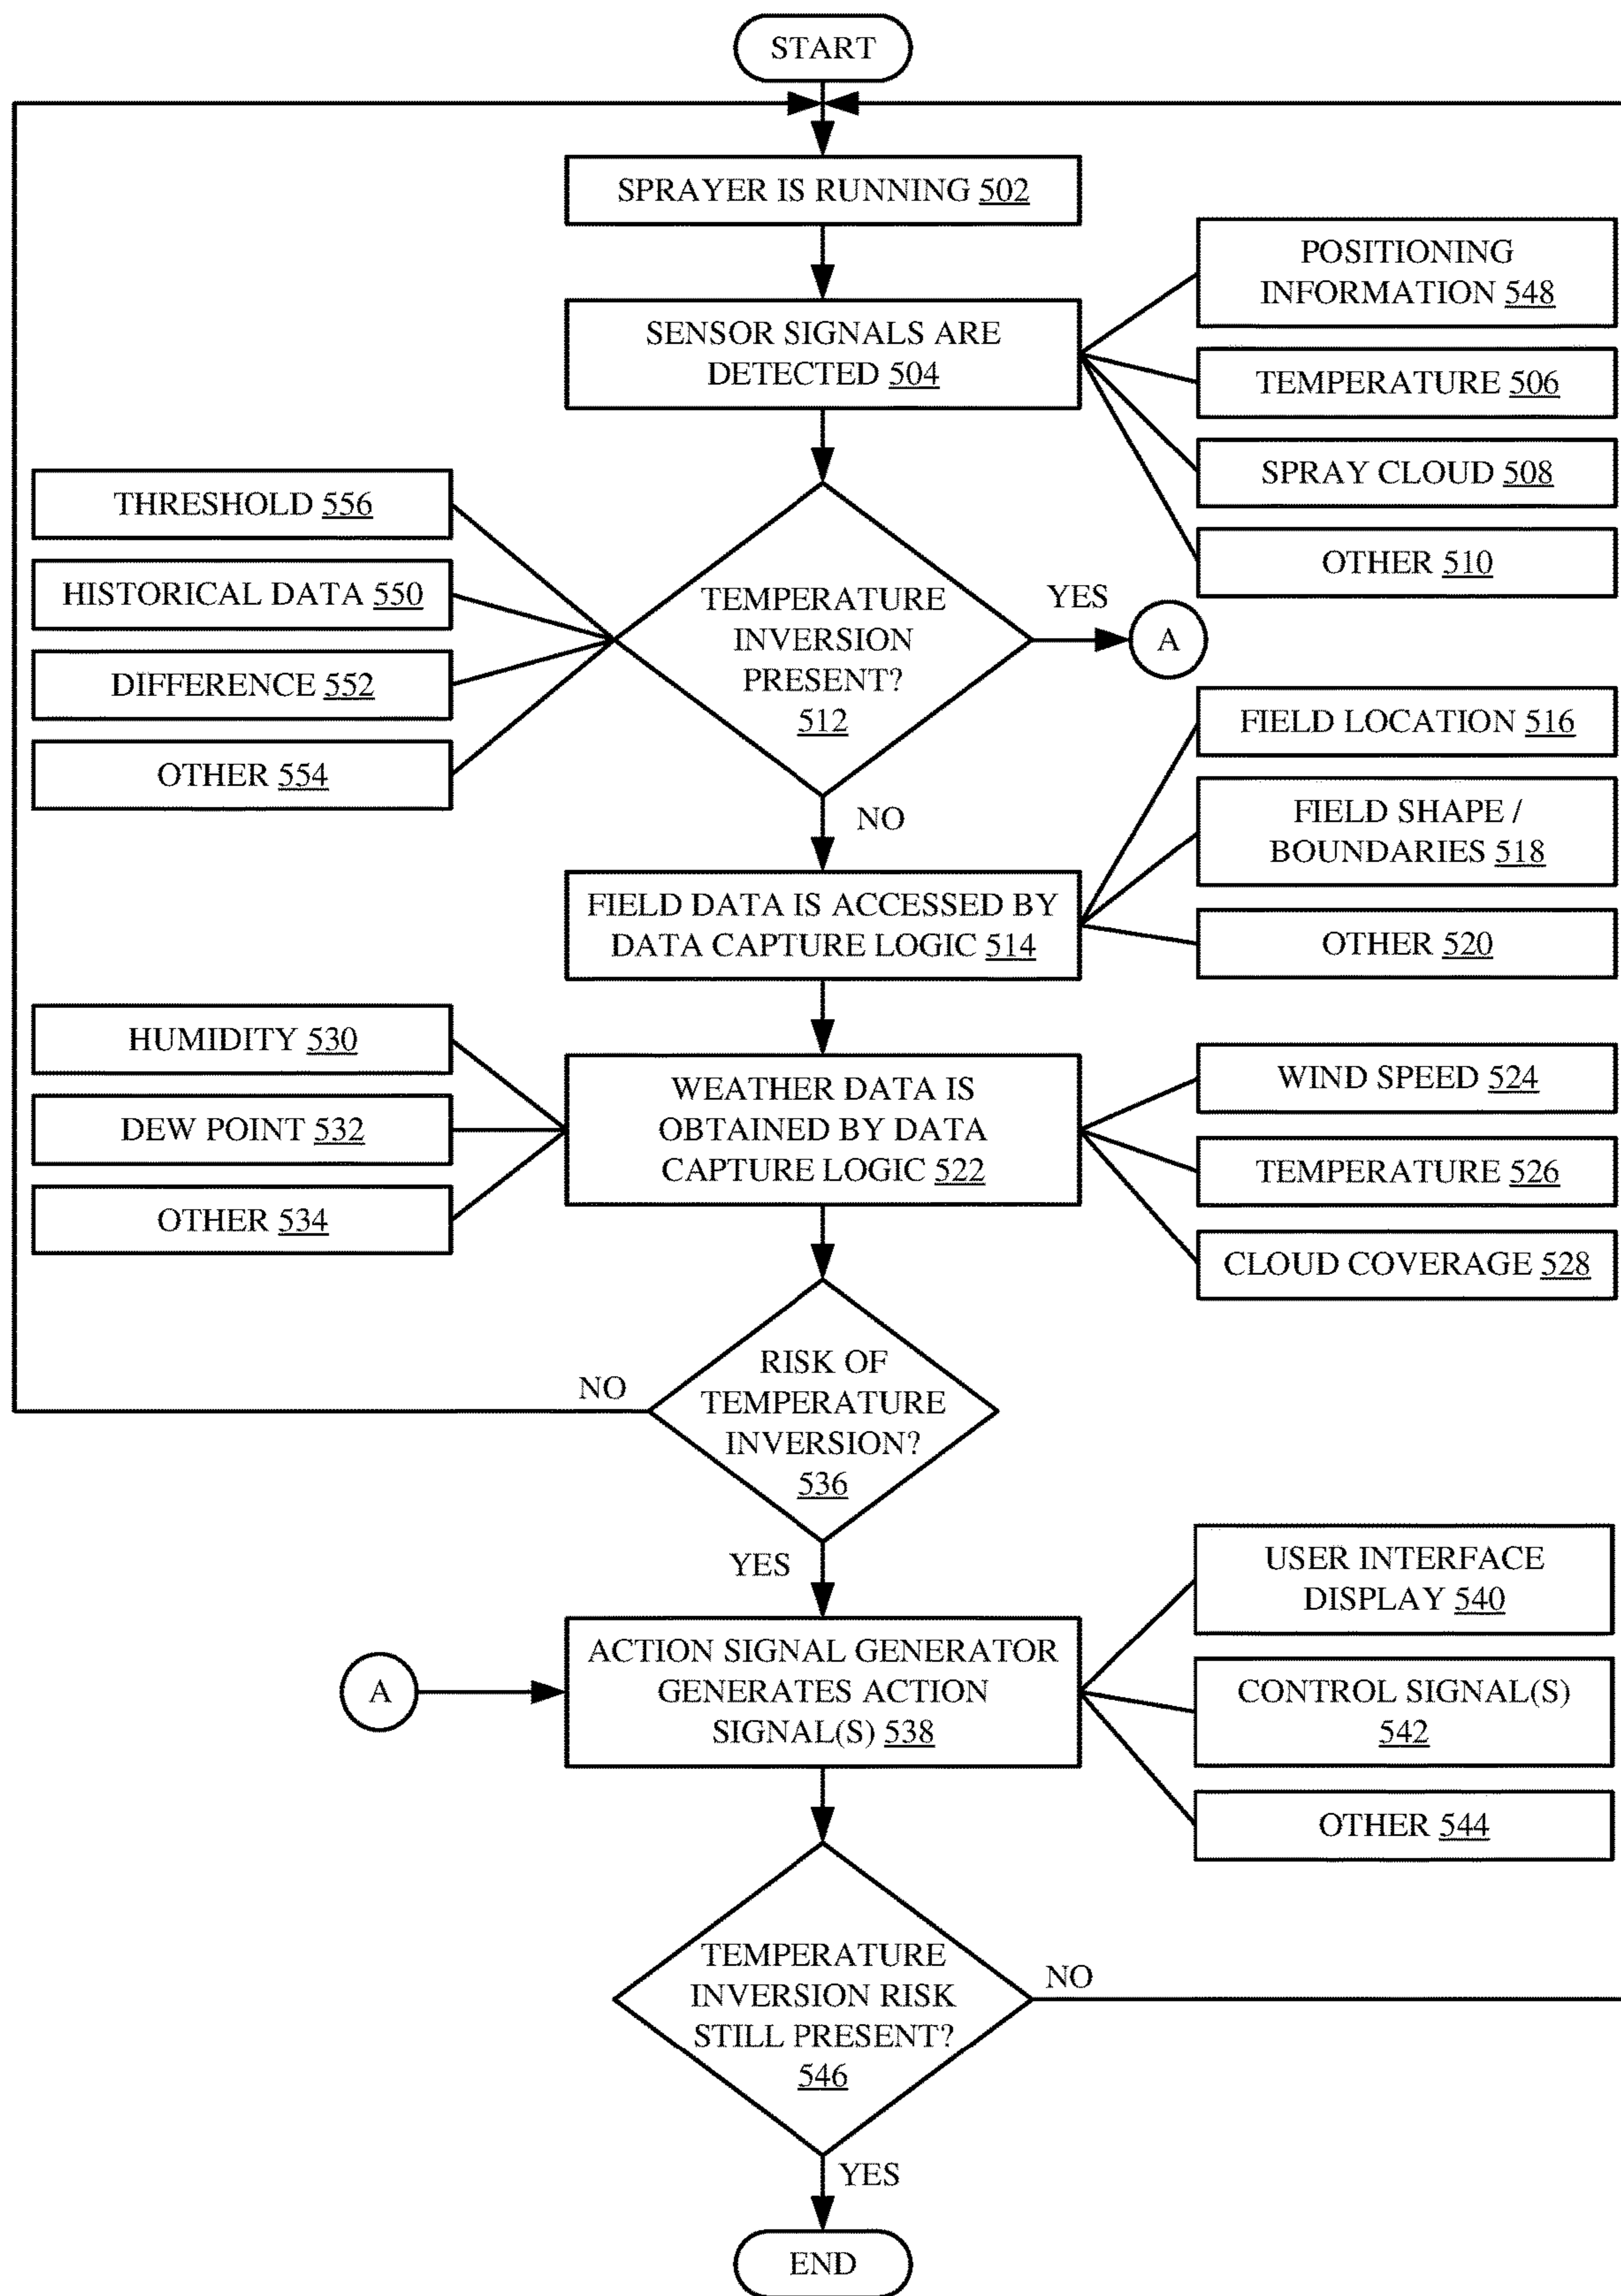 START
SPRAYER IS RUNNING 502
SENSOR SIGNALS ARE
DETECTED 504
POSITIONING
INFORMATION 548
TEMPERATURE 506
SPRAY CLOUD 508
OTHER 510
THRESHOLD 556
HISTORICAL DATA 550
DIFFERENCE 552
OTHER 554
TEMPERATURE
INVERSION
PRESENT?
512
YES
A
NO
FIELD LOCATION 516
FIELD SHAPE /
BOUNDARIES 518
OTHER 520
FIELD DATA IS ACCESSED BY
DATA CAPTURE LOGIC 514
HUMIDITY 530
DEW POINT 532
OTHER 534
WEATHER DATA IS
OBTAINED BY DATA
CAPTURE LOGIC 522
WIND SPEED 524
TEMPERATURE 526
CLOUD COVERAGE 528
RISK OF
TEMPERATURE
INVERSION?
536
NO
YES
A
ACTION SIGNAL GENERATOR
GENERATES ACTION
SIGNAL(S) 538
USER INTERFACE
DISPLAY 540
CONTROL SIGNAL(S)
542
OTHER 544
TEMPERATURE
INVERSION RISK
STILL PRESENT?
546
NO
YES
END